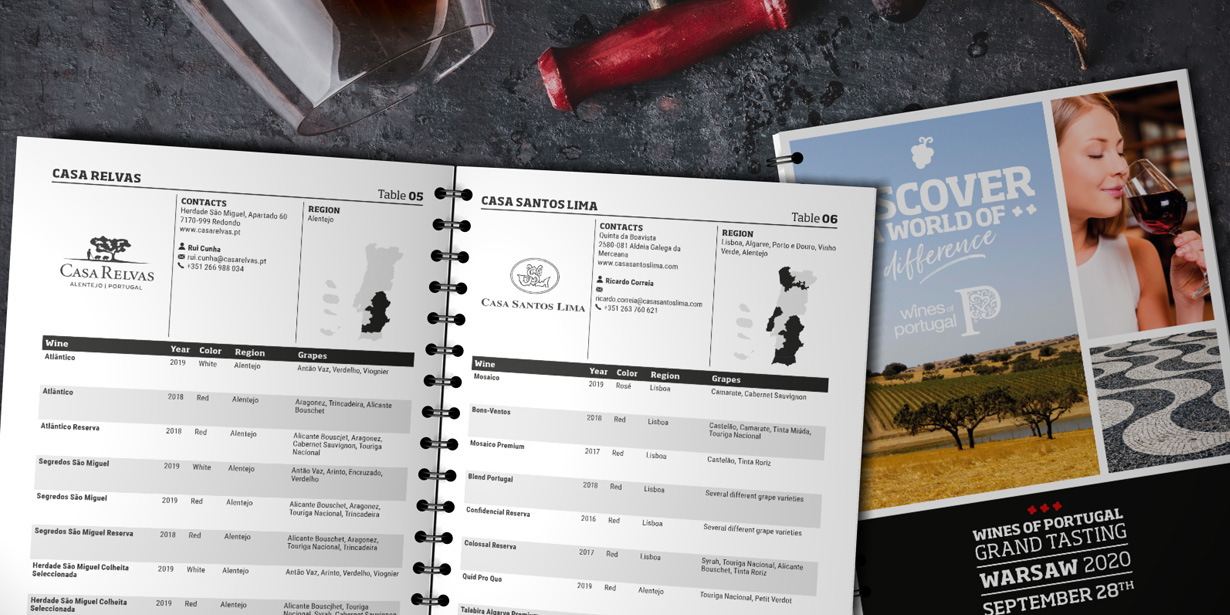 CASA RELVAS
Table 05
CASA RELVAS
ALENTEJO | PORTUGAL
CONTACTS
Herdade São Miguel, Apartado 60
7170-999 Redondo
www.casarelvas.pt
Rui Cunha
rui.cunha@casarelvas.pt
+351 266 988 034
REGION
Alentejo
Wine Year Color Region Grapes
Atlântico 2019 White Alentejo Antão Vaz, Verdelho, Viognier
Atlântico 2018 Red Alentejo Aragonez, Trincadeira, Alicante
Bouschet
Atlântico Reserva 2018 Red Alentejo Alicante Bouscjet, Aragonez,
Cabernet Sauvignon, Touriga
Nacional
Segredos São Miguel 2019 White Alentejo Antão Vaz, Arinto, Encruzado,
Verdelho
Segredos São Miguel 2019 Red Alentejo Alicante Bouschet, Aragonez,
Touriga Nacional, Trincadeira
Segredos São Miguel Reserva 2018 Red Alentejo Alicante Bouschet, Aragonez,
Touriga Nacional, Trincadeira
Herdade São Miguel Colheita
Seleccionada 2019 White Alentejo Antão Vaz, Arinto, Verdelho, Viognier
Herdade São Miguel Colheita
Seleccionada 2019 Red Alentejo Alicante Bouschet, Touriga
CASA SANTOS LIMA
Table 06
CASA SANTOS LIMA
CONTACTS
Quinta da Boavista
2580-081 Aldeia Galega da
Merceana
www.casasantoslima.com
Ricardo Correia
ricardo.correia@casasantoslima.com
+351 263 760 621
REGION
Lisboa, Algarve, Porto e Douro, Vinho
Verde, Alentejo
Wine Year Color Region Grapes
Mosaico 2019 Rosé Lisboa Camarate, Cabernet Sauvignon
Bons-Ventos 2018 Red Lisboa Castelão, Camarate, Tinta Miúda,
Touriga Nacional
Mosaico Premium 2017 Red Lisboa Castelão, Tinta Roriz
Blend Portugal 2018 Red Lisboa Several different grape varieties
Confidencial Reserva 2016 Red Lisboa Several different grape varieties
Colossal Reserva 2017 Red Lisboa Syrah, Touriga Nacional, Alicante
Bouschet, Tinta Roriz
Quid Pro Quo 2019 Red Algarve Touriga Nacional, Petit Verdot
SCOVER
WORLD OF
difference
wines of
portugal
WINES OF PORTUGAL
GRAND TASTING
WARSAW 2020
SEPTEMBER 28TH